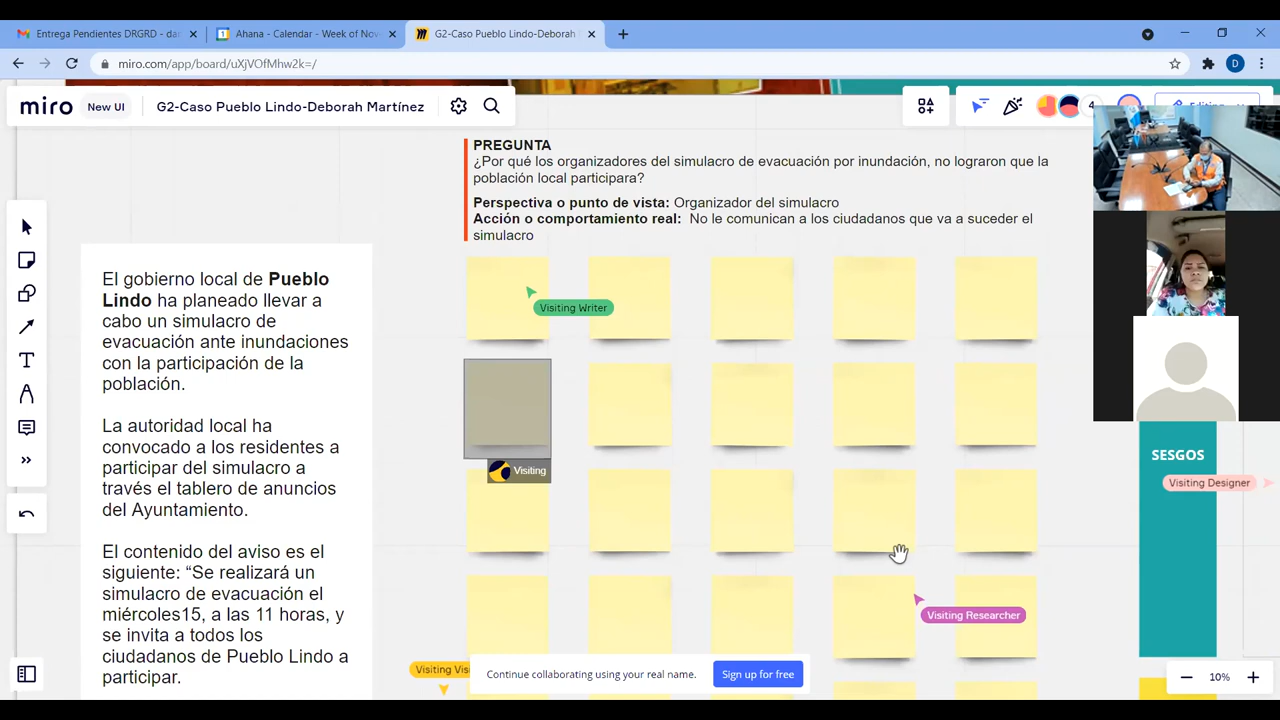 Entrega Pendientes DRGRD - da
Ahana - Calendar - Week of Nov
G2-Caso Pueblo Lindo-Deborah
miro.com/app/board/uXjVOfMhw2k=/
D
miro
New UI
G2-Caso Pueblo Lindo-Deborah Martínez
4
Editing
PREGUNTA
¿Por qué los organizadores del simulacro de evacuación por inundación, no lograron que la
población local participara?
Perspectiva o punto de vista: Organizador del simulacro
Acción o comportamiento real: No le comunican a los ciudadanos que va a suceder el
simulacro
El gobierno local de Pueblo
Lindo ha planeado llevar a
cabo un simulacro de
evacuación ante inundaciones
con la participación de la
población.
La autoridad local ha
convocado a los residentes a
participar del simulacro a
través el tablero de anuncios
del Ayuntamiento.
El contenido del aviso es el
siguiente: “Se realizará un
simulacro de evacuación el
miércoles15, a las 11 horas, y
se invita a todos los
ciudadanos de Pueblo Lindo a
participar.
Visiting Writer
Visiting
Visiting Researcher
Visiting Vis
SESGOS
Visiting Designer
Continue collaborating using your real name.
Sign up for free
10%